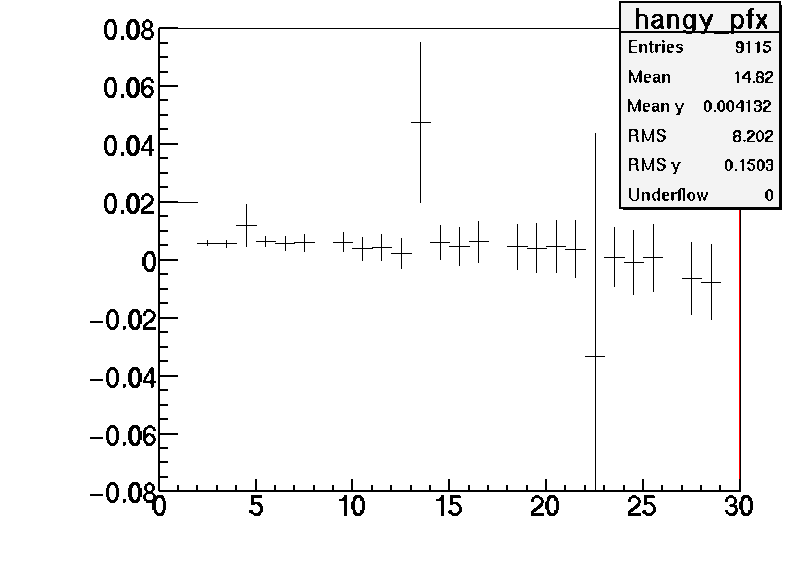 hangy_pfx
Entries 9115
Mean 14.82
Mean y 0.004132
RMS 8.202
RMS y 0.1503
Underflow 0
0.08
0.06
0.04
0.02
0
−0.02
−0.04
−0.06
−0.08
0 5 10 15 20 25 30